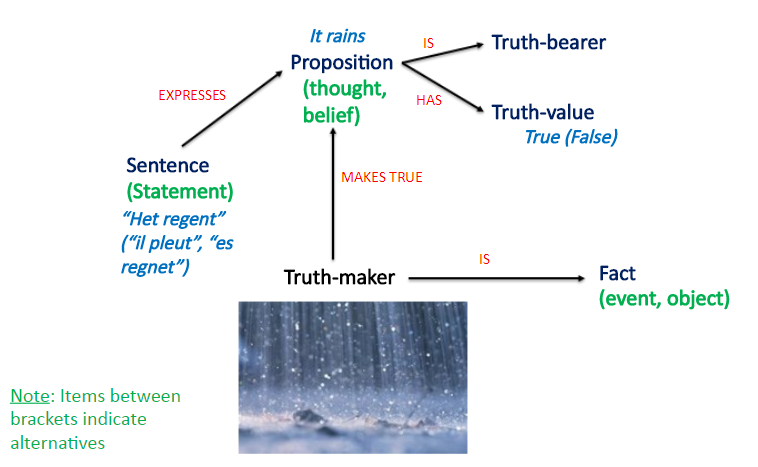 It rains
Proposition
(thought,
belief)
IS
Truth-bearer
HAS
Truth-value
True (False)
EXPRESSES
Sentence
(Statement)
“Het regent”
(“il pleut”, “es
regnet”)
MAKES TRUE
Truth-maker
IS
Fact
(event, object)
Note: Items between
brackets indicate
alternatives